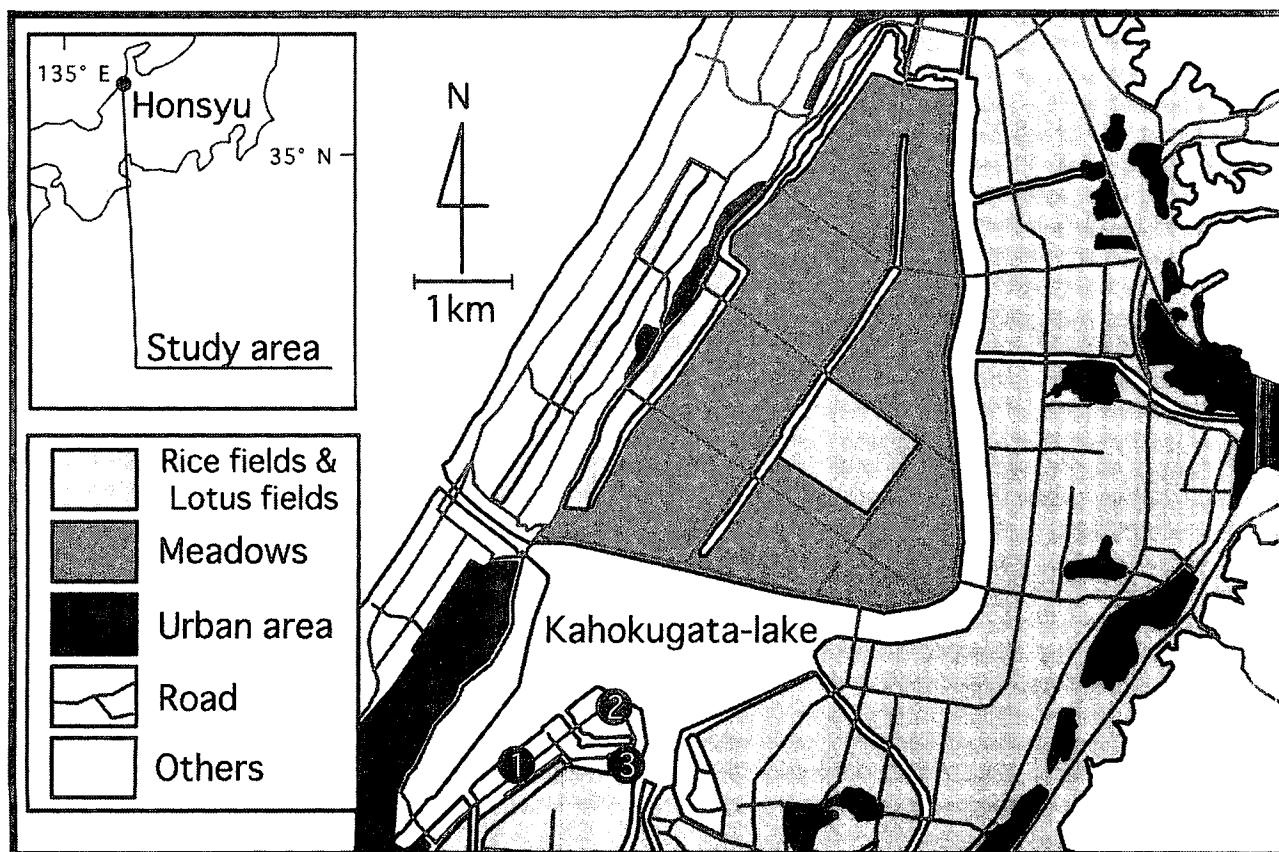 135° E
Honsyu
35° N
Study area
N
1km
Rice fields &
Lotus fields
Meadows
Urban area
Road
Others
Kahokugata-lake
2
1
3